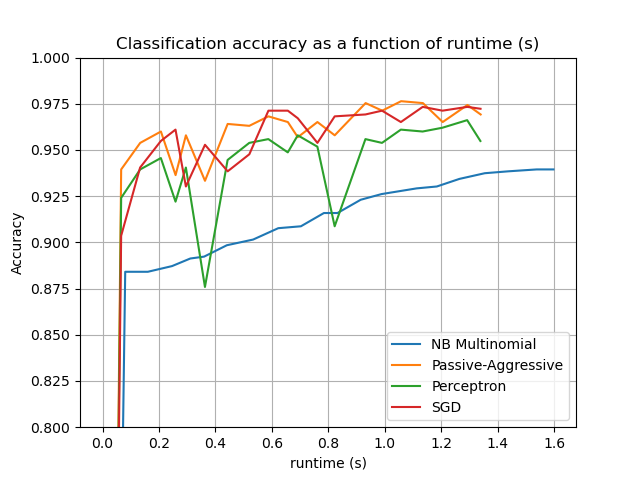 Classification accuracy as a function of runtime (s)
1.000
0.975
0.950
0.925
0.900
0.875
0.850
0.825
0.800
Accuracy
NB Multinomial
Passive-Aggressive
Perceptron
SGD
0.0 0.2 0.4 0.6 0.8 1.0 1.2 1.4 1.6
runtime (s)